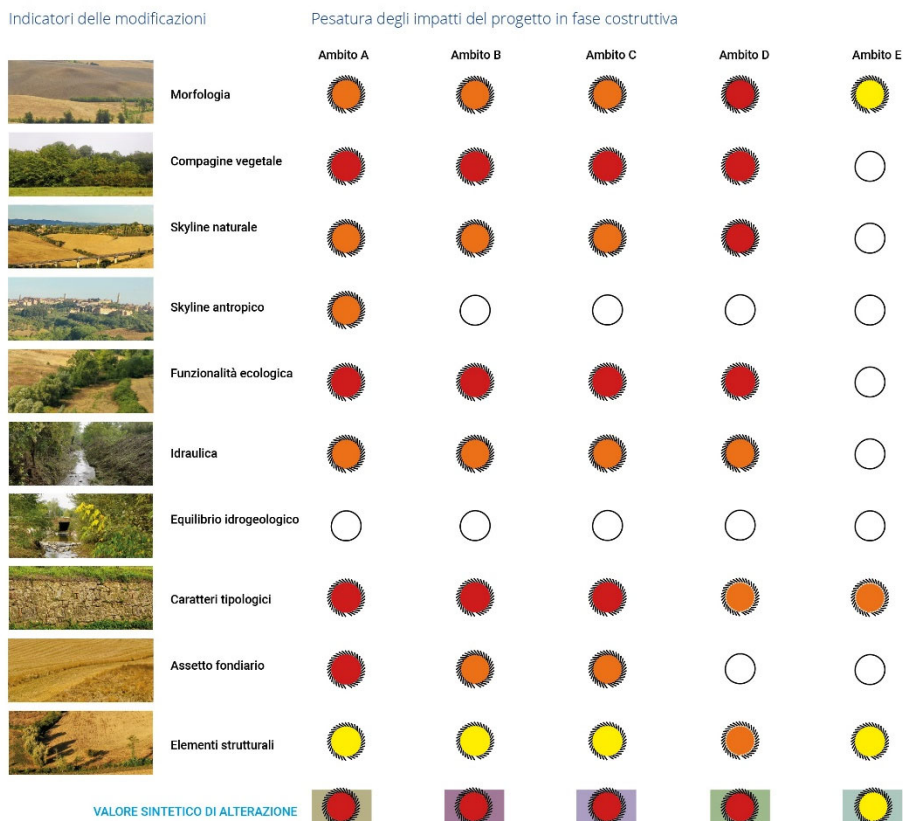 Indicatori delle modificazioni
Pesatura degli impatti del progetto in fase costruttiva
Ambito A
Ambito B
Ambito C
Ambito D
Ambito E
Morfologia
Compagine vegetale
Skyline naturale
Skyline antropico
Funzionalità ecologica
Idraulica
Equilibrio idrogeologico
Caratteri tipologici
Assetto fondiario
Elementi strutturali
VALORE SINTETICO DI ALTERAZIONE